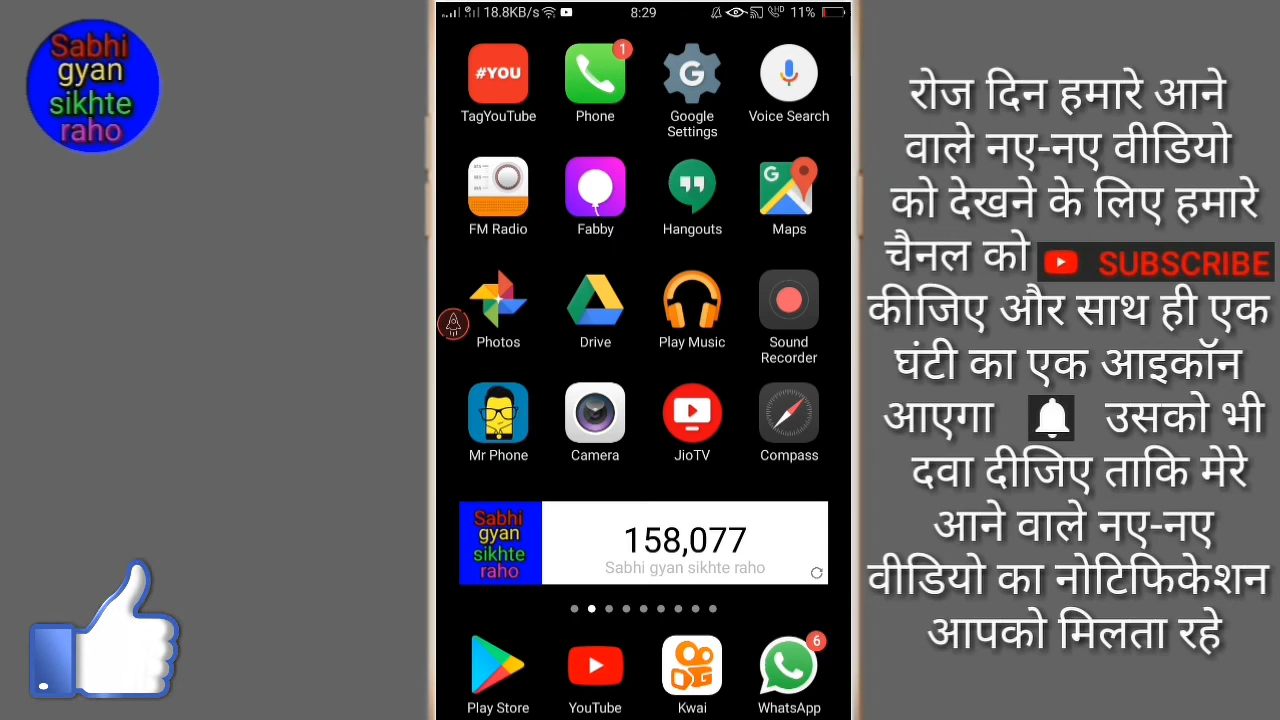 Sabhi
gyan
sikhte
raho
18.8KB/s
8:29
HD
11%
#YOU
1
TagYouTube
Phone
Google
Settings
Voice Search
FM Radio
Fabby
Hangouts
Maps
Photos
Drive
Play Music
Sound
Recorder
Mr Phone
Camera
JioTV
Compass
Sabhi
gyan
sikhte
raho
158,077
Sabhi gyan sikhte raho
6
Play Store
YouTube
Kwai
WhatsApp
रोज दिन हमारे आने
वाले नए-नए वीडियो
को देखने के लिए हमारे
चैनल को SUBSCRIBE
कीजिए और साथ ही एक
घंटी का एक आइकॉन
आएगा उसको भी
दवा दीजिए ताकि मेरे
आने वाले नए-नए
वीडियो का नोटिफिकेशन
आपको मिलता रहे